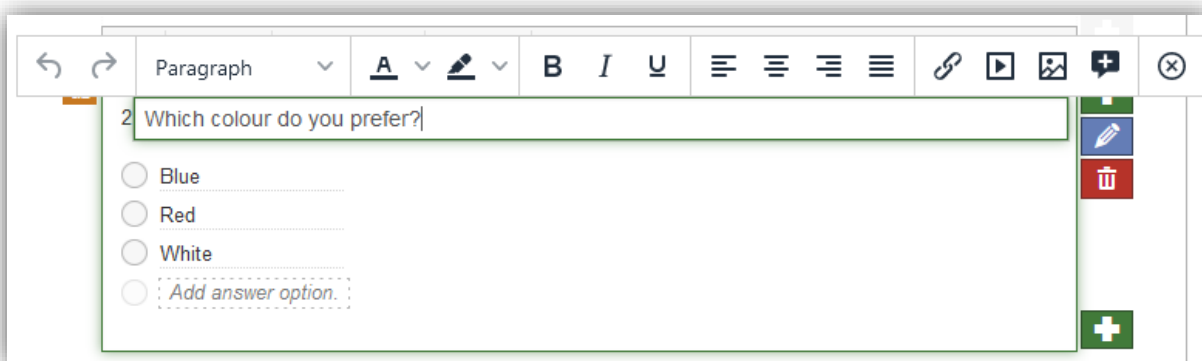 Paragraph
A
B I U
2 Which colour do you prefer?
Blue
Red
White
Add answer option.